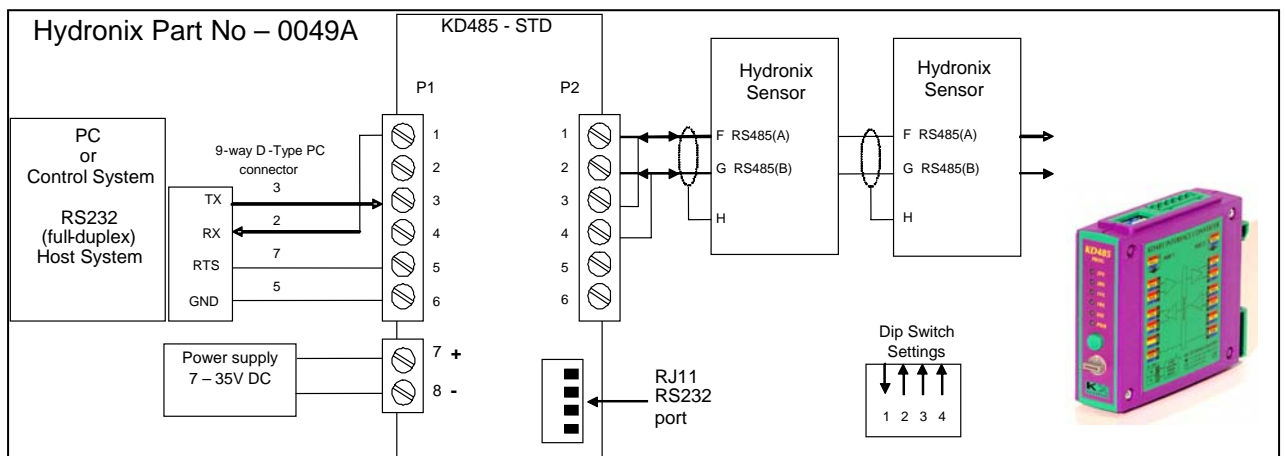 Hydronix Part No – 0049A
KD485 - STD
P1
P2
PC
or
Control System
RS232
(full-duplex)
Host System
9-way D-Type PC
connector
TX
3
RX
2
RTS
7
GND
5
1
2
3
4
5
6
1
2
3
4
5
6
Hydronix
Sensor
F RS485(A)
G RS485(B)
H
Hydronix
Sensor
F RS485(A)
G RS485(B)
H
Power supply
7 – 35V DC
7 +
8 -
RJ11
RS232
port
Dip Switch
Settings
1 2 3 4
KD485
KD485 INTERFACE CONVERTER